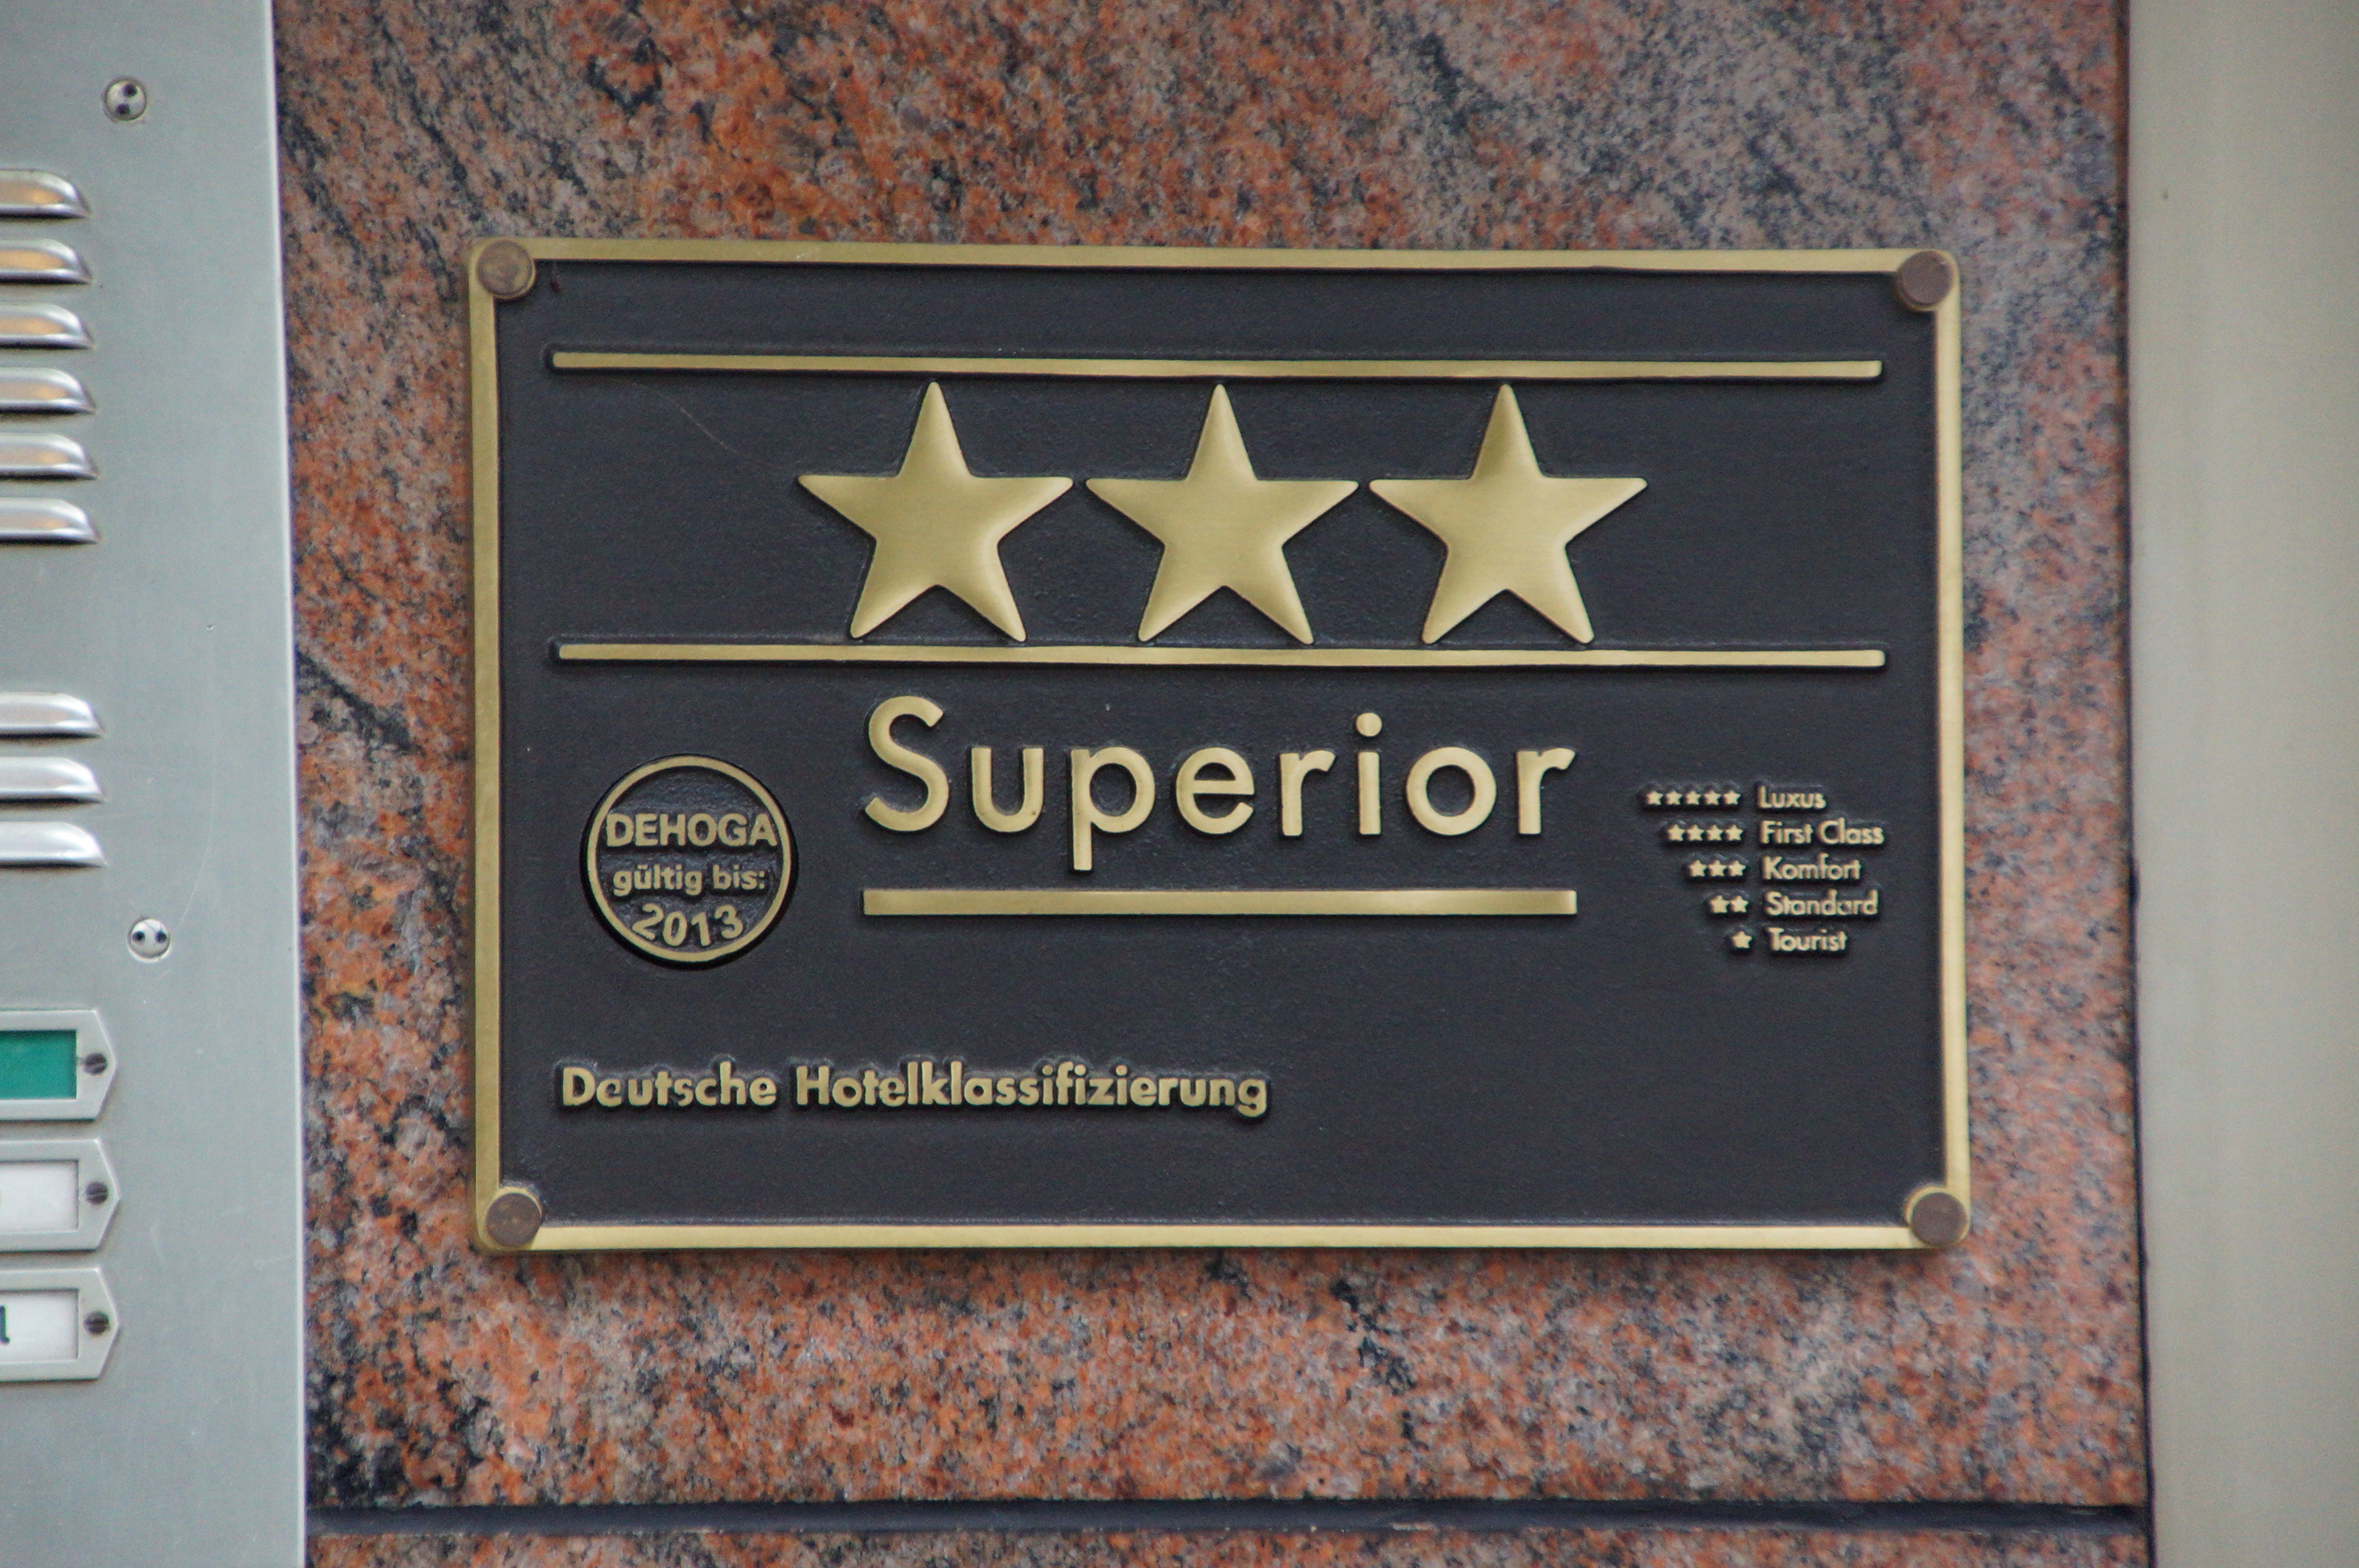 Superior
DEHOGA
gültig bis:
2013
★★★★★ Luxus
★★★★ First Class
★★★ Komfort
★★ Standard
★ Tourist
Deutsche Hotelklassifizierung